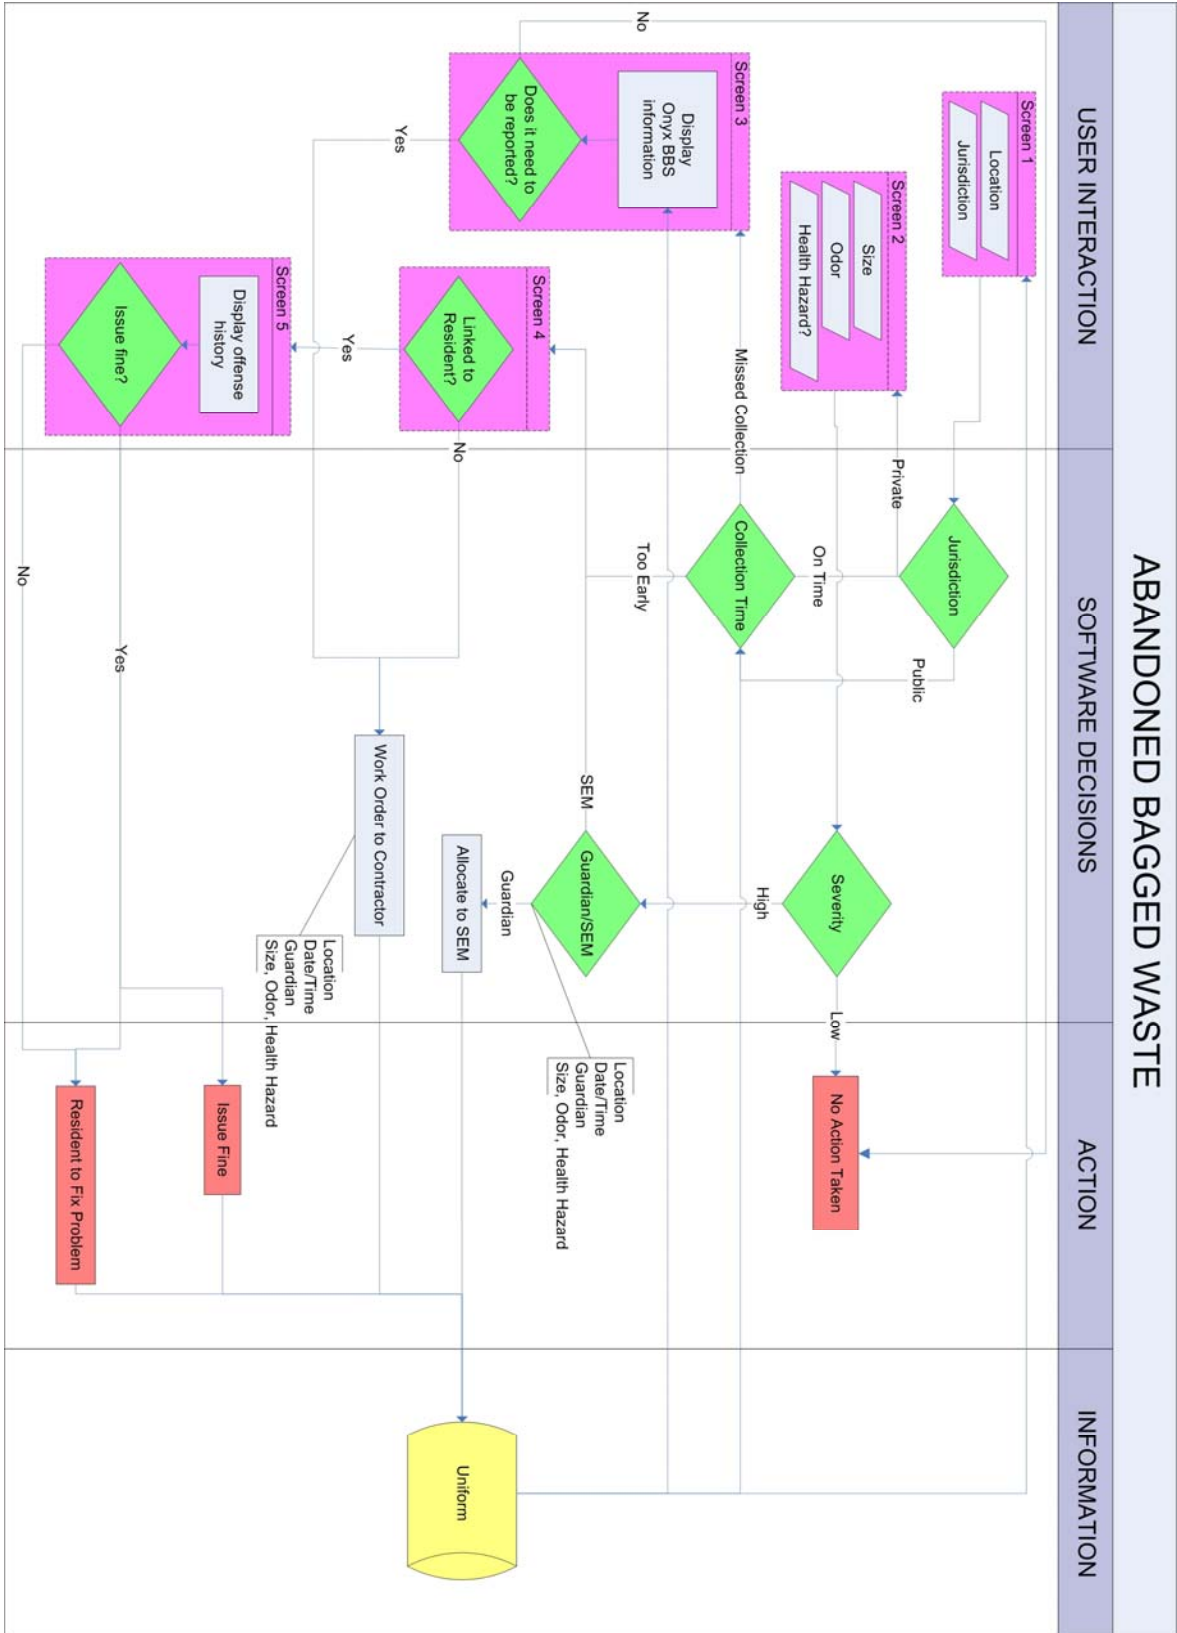 ABANDONED BAGGED WASTE
USER INTERACTION
SOFTWARE DECISIONS
ACTION
INFORMATION
Screen 1
Location
Jurisdiction
Jurisdiction
Private
Public
Screen 2
Size
Odor
Health Hazard?
On Time
Severity
Low
No Action Taken
High
Missed Collection
Collection Time
Too Early
Screen 3
Display
Onyx BBS
information
Does it need to
be reported?
No
Yes
Guardian/SEM
SEM
Guardian
Location
Date/Time
Guardian
Size, Odor, Health Hazard
Allocate to SEM
Screen 4
Linked to
Resident?
No
Yes
Work Order to Contractor
Location
Date/Time
Guardian
Size, Odor, Health Hazard
Uniform
Screen 5
Display offense
history
Issue fine?
Yes
No
Issue Fine
Resident to Fix Problem